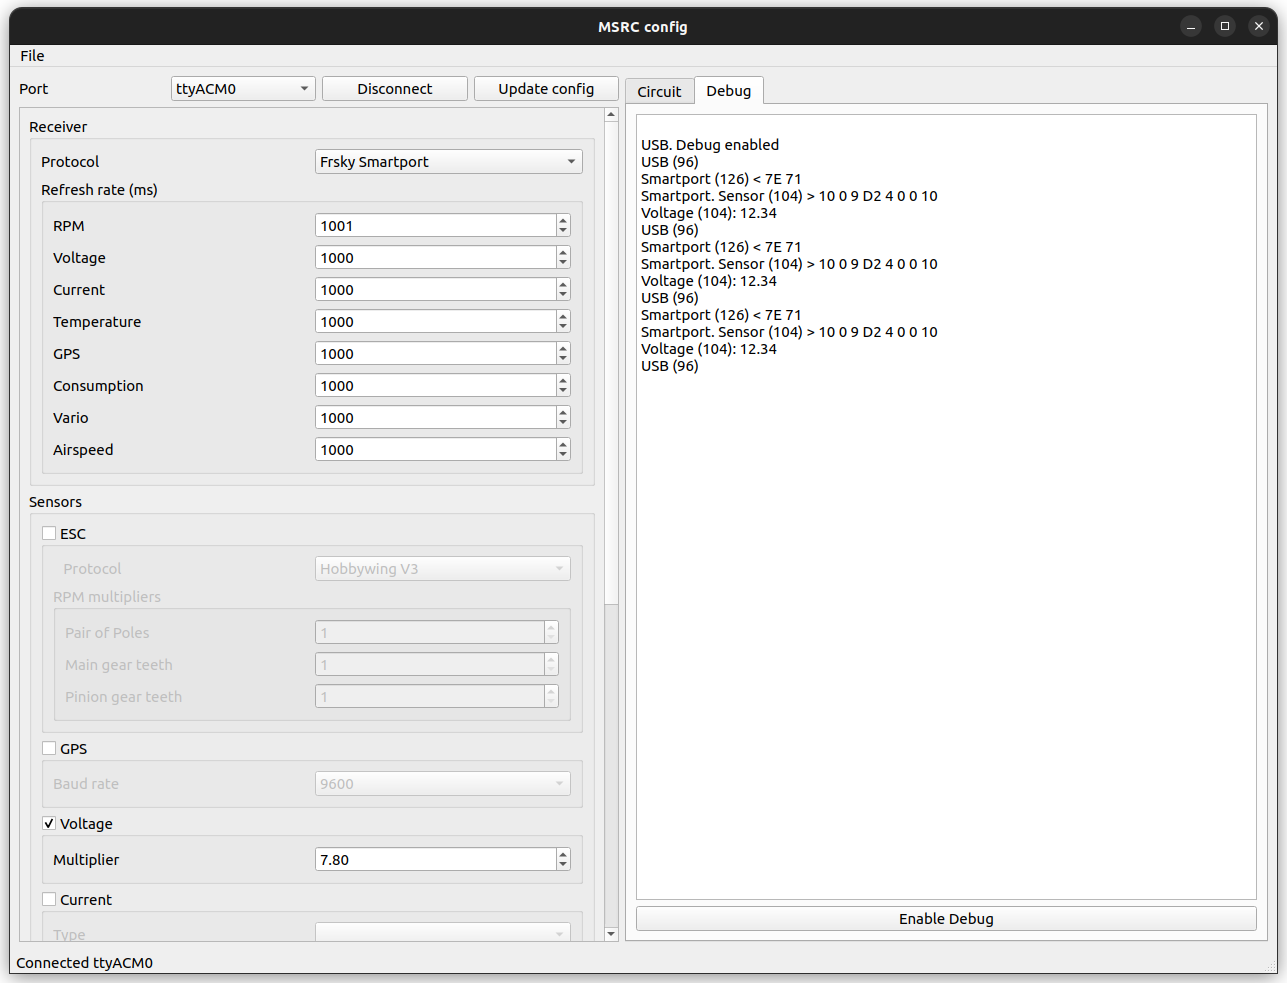 MSRC config
File
Port ttyACM0 Disconnect Update config
Receiver
Protocol Frsky Smartport
Refresh rate (ms)
RPM 1001
Voltage 1000
Current 1000
Temperature 1000
GPS 1000
Consumption 1000
Vario 1000
Airspeed 1000
Sensors
ESC
Protocol Hobbywing V3
RPM multipliers
Pair of Poles 1
Main gear teeth 1
Pinion gear teeth 1
GPS
Baud rate 9600
Voltage
Multiplier 7.80
Current
Type
Circuit Debug
USB. Debug enabled
USB (96)
Smartport (126) < 7E 71
Smartport. Sensor (104) > 10 0 9 D2 4 0 0 10
Voltage (104): 12.34
USB (96)
Smartport (126) < 7E 71
Smartport. Sensor (104) > 10 0 9 D2 4 0 0 10
Voltage (104): 12.34
USB (96)
Smartport (126) < 7E 71
Smartport. Sensor (104) > 10 0 9 D2 4 0 0 10
Voltage (104): 12.34
USB (96)
Enable Debug
Connected ttyACM0